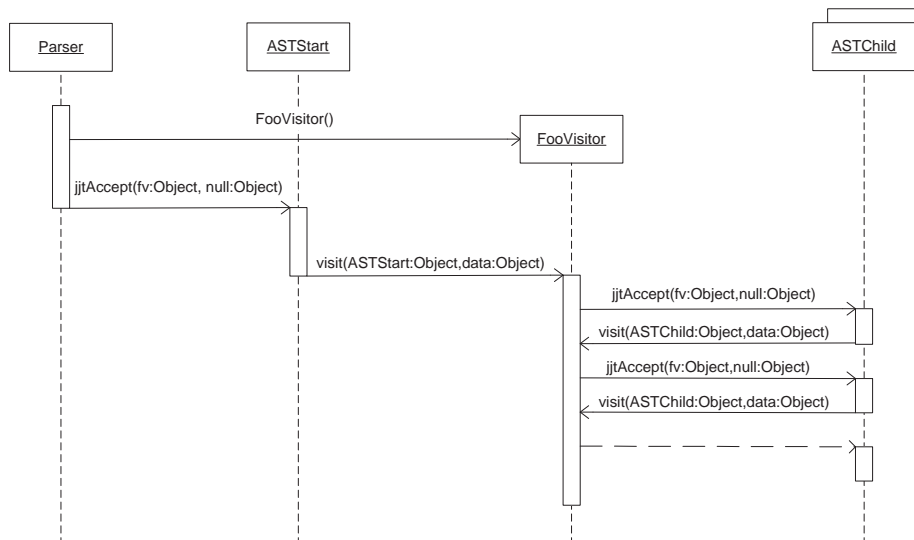 Parser
ASTStart
ASTChild
FooVisitor()
FooVisitor
jjtAccept(fv:Object, null:Object)
visit(ASTStart:Object,data:Object)
jjtAccept(fv:Object,null:Object)
visit(ASTChild:Object,data:Object)
jjtAccept(fv:Object,null:Object)
visit(ASTChild:Object,data:Object)